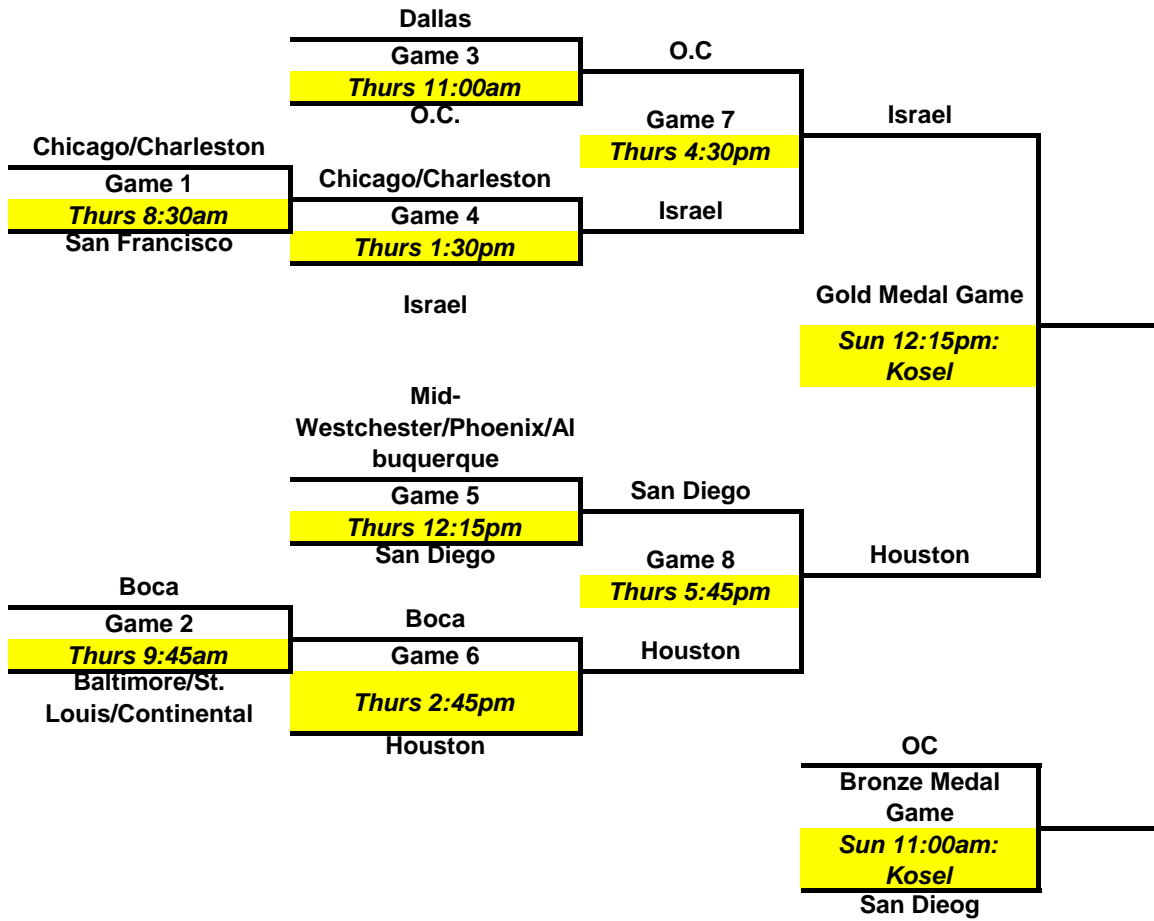 Dallas
Game 3
Thurs 11:00am
O.C.
O.C
Game 7
Thurs 4:30pm
Israel
Israel
Chicago/Charleston
Game 1
Thurs 8:30am
San Francisco
Chicago/Charleston
Game 4
Thurs 1:30pm
Israel
Gold Medal Game
Sun 12:15pm:
Kosel
Mid-
Westchester/Phoenix/Al
buquerque
Game 5
Thurs 12:15pm
San Diego
San Diego
Game 8
Thurs 5:45pm
Houston
Houston
Boca
Game 2
Thurs 9:45am
Baltimore/St.
Louis/Continental
Boca
Game 6
Thurs 2:45pm
Houston
OC
Bronze Medal
Game
Sun 11:00am:
Kosel
San Dieog